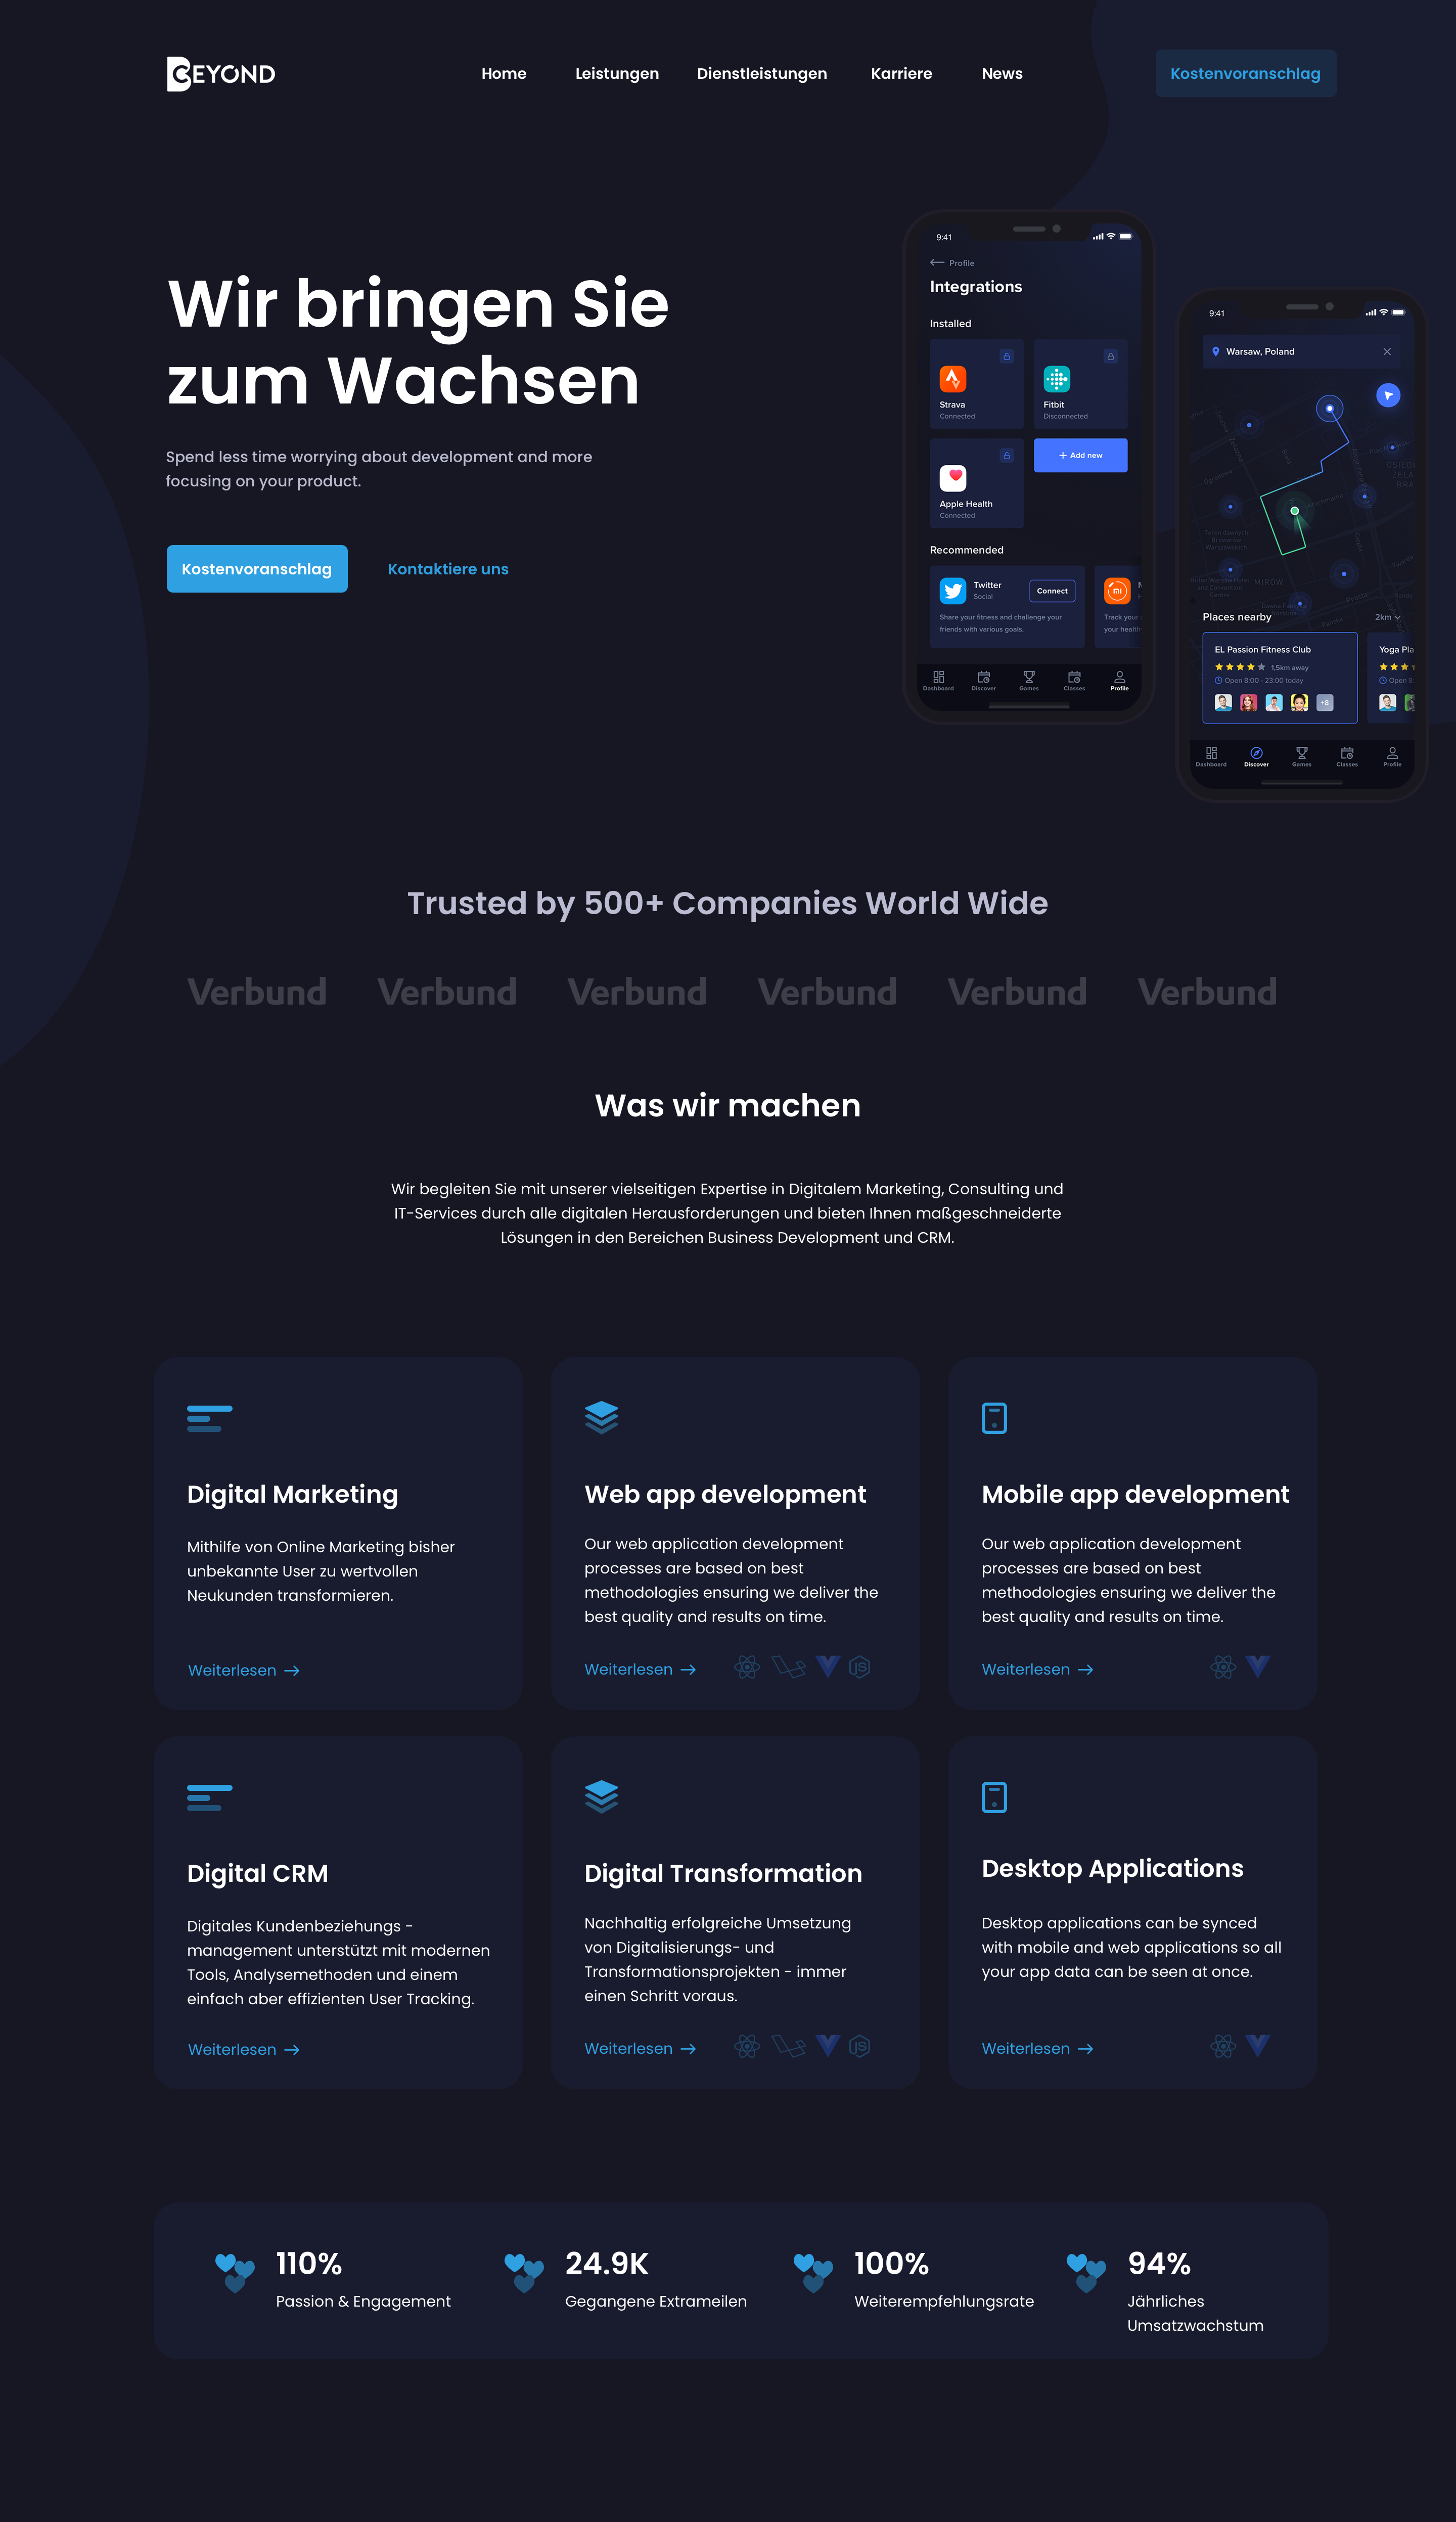 BEYOND
Home
Leistungen
Dienstleistungen
Karriere
News
Kostenvoranschlag
Wir bringen Sie
zum Wachsen
Spend less time worrying about development and more
focusing on your product.
Kostenvoranschlag
Kontaktiere uns
9:41
Profile
Integrations
Installed
Strava
Connected
Fitbit
Disconnected
Apple Health
Connected
+ Add new
Recommended
Twitter
Social
Connect
Share your fitness and challenge your
friends with various goals.
Track your
your health
Dashboard
Discover
Games
Classes
Profile
9:41
Warsaw, Poland
MIRÓW
Places nearby
2km
EL Passion Fitness Club
1,5km away
Open 8:00 - 23:00 today
+8
Yoga Pla
Open 8
Dashboard
Discover
Games
Classes
Profile
Trusted by 500+ Companies World Wide
Verbund
Verbund
Verbund
Verbund
Verbund
Verbund
Was wir machen
Wir begleiten Sie mit unserer vielseitigen Expertise in Digitalem Marketing, Consulting und
IT-Services durch alle digitalen Herausforderungen und bieten Ihnen maßgeschneiderte
Lösungen in den Bereichen Business Development und CRM.
Digital Marketing
Mithilfe von Online Marketing bisher
unbekannte User zu wertvollen
Neukunden transformieren.
Weiterlesen
Web app development
Our web application development
processes are based on best
methodologies ensuring we deliver the
best quality and results on time.
Weiterlesen
JS
Mobile app development
Our web application development
processes are based on best
methodologies ensuring we deliver the
best quality and results on time.
Weiterlesen
Digital CRM
Digitales Kundenbeziehungs -
management unterstützt mit modernen
Tools, Analysemethoden und einem
einfach aber effizienten User Tracking.
Weiterlesen
Digital Transformation
Nachhaltig erfolgreiche Umsetzung
von Digitalisierungs- und
Transformationsprojekten - immer
einen Schritt voraus.
Weiterlesen
JS
Desktop Applications
Desktop applications can be synced
with mobile and web applications so all
your app data can be seen at once.
Weiterlesen
110%
Passion & Engagement
24.9K
Gegangene Extrameilen
100%
Weiterempfehlungsrate
94%
Jährliches
Umsatzwachstum